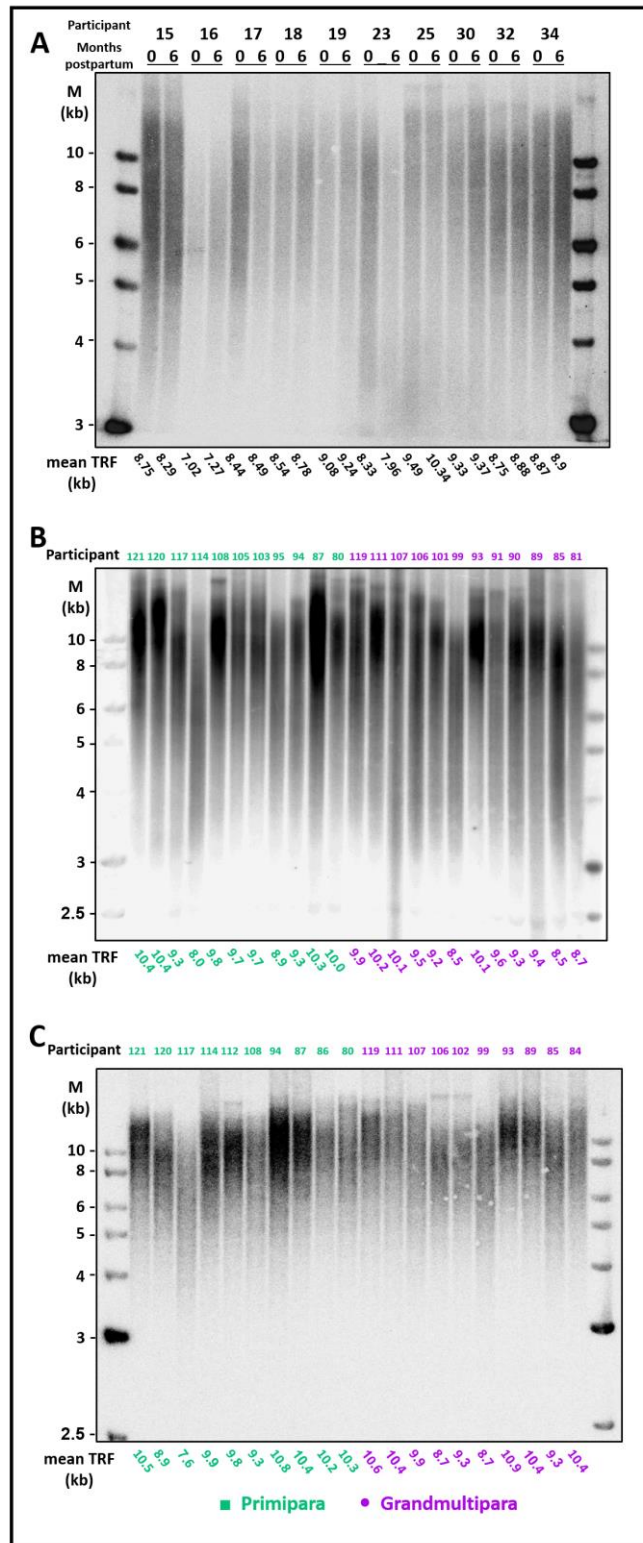 A
Participant 15 16 17 18 19 23 25 30 32 34
Months postpartum 0 6 0 6 0 6 0 6 0 6 0 6 0 6 0 6 0 6 0 6
M
(kb)
10
8
6
5
4
3
mean TRF (kb) 8.75 8.29 7.02 7.27 8.44 8.49 8.54 8.78 9.08 9.24 8.33 7.96 9.49 10.34 9.33 9.37 8.75 8.88 8.87 8.9
B
Participant 121 120 117 114 108 105 103 95 94 87 80 119 111 107 106 101 99 93 91 90 89 85 81
M
(kb)
10
8
6
5
4
3
2.5
mean TRF (kb) 10.4 10.4 9.3 8.0 9.8 9.7 9.7 8.9 9.3 10.3 10.0 9.9 10.2 10.1 9.5 9.2 8.5 10.1 9.6 9.3 9.4 8.5 8.7
C
Participant 121 120 117 114 112 108 94 87 86 80 119 111 107 106 102 99 93 89 85 84
M
(kb)
10
8
6
5
4
3
2.5
mean TRF (kb) 10.5 8.9 7.6 9.9 9.8 9.3 10.8 10.4 10.2 10.3 10.6 10.4 9.9 8.7 9.3 8.7 10.9 10.4 9.3 10.4
Primipara Grandmultipara